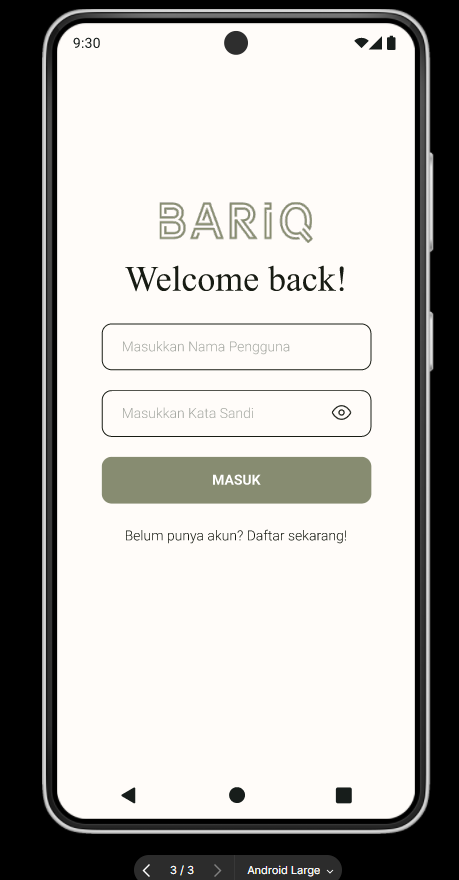 9:30
BARiQ
Welcome back!
Masukkan Nama Pengguna
Masukkan Kata Sandi
MASUK
Belum punya akun? Daftar sekarang!
3 / 3 Android Large